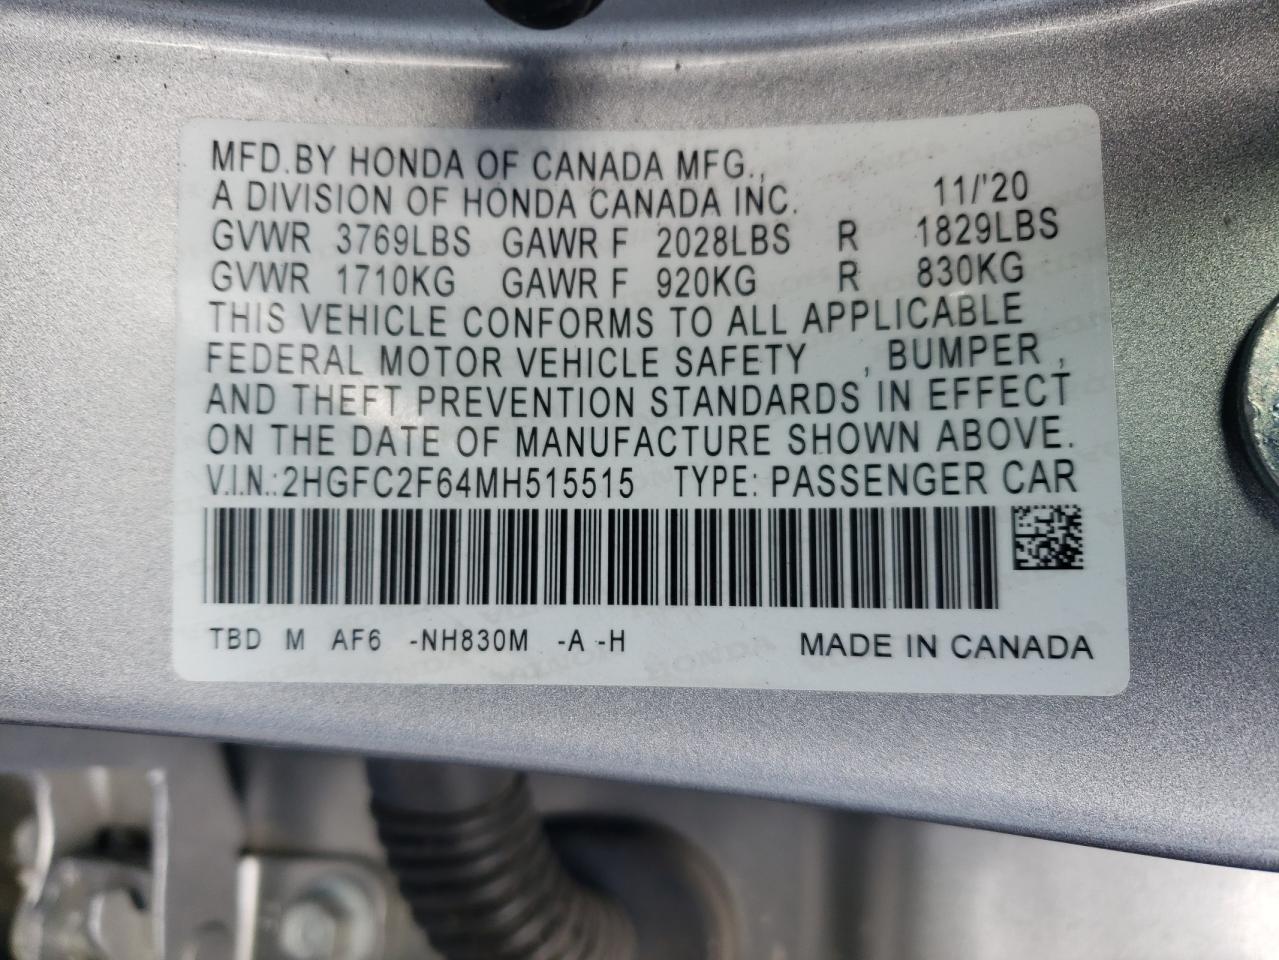 MFD.BY HONDA OF CANADA MFG.,
A DIVISION OF HONDA CANADA INC. 11/'20
GVWR 3769LBS GAWR F 2028LBS R 1829LBS
GVWR 1710KG GAWR F 920KG R 830KG
THIS VEHICLE CONFORMS TO ALL APPLICABLE
FEDERAL MOTOR VEHICLE SAFETY , BUMPER ,
AND THEFT PREVENTION STANDARDS IN EFFECT
ON THE DATE OF MANUFACTURE SHOWN ABOVE.
V.I.N.:2HGFC2F64MH515515 TYPE: PASSENGER CAR
TBD M AF6 -NH830M -A -H MADE IN CANADA